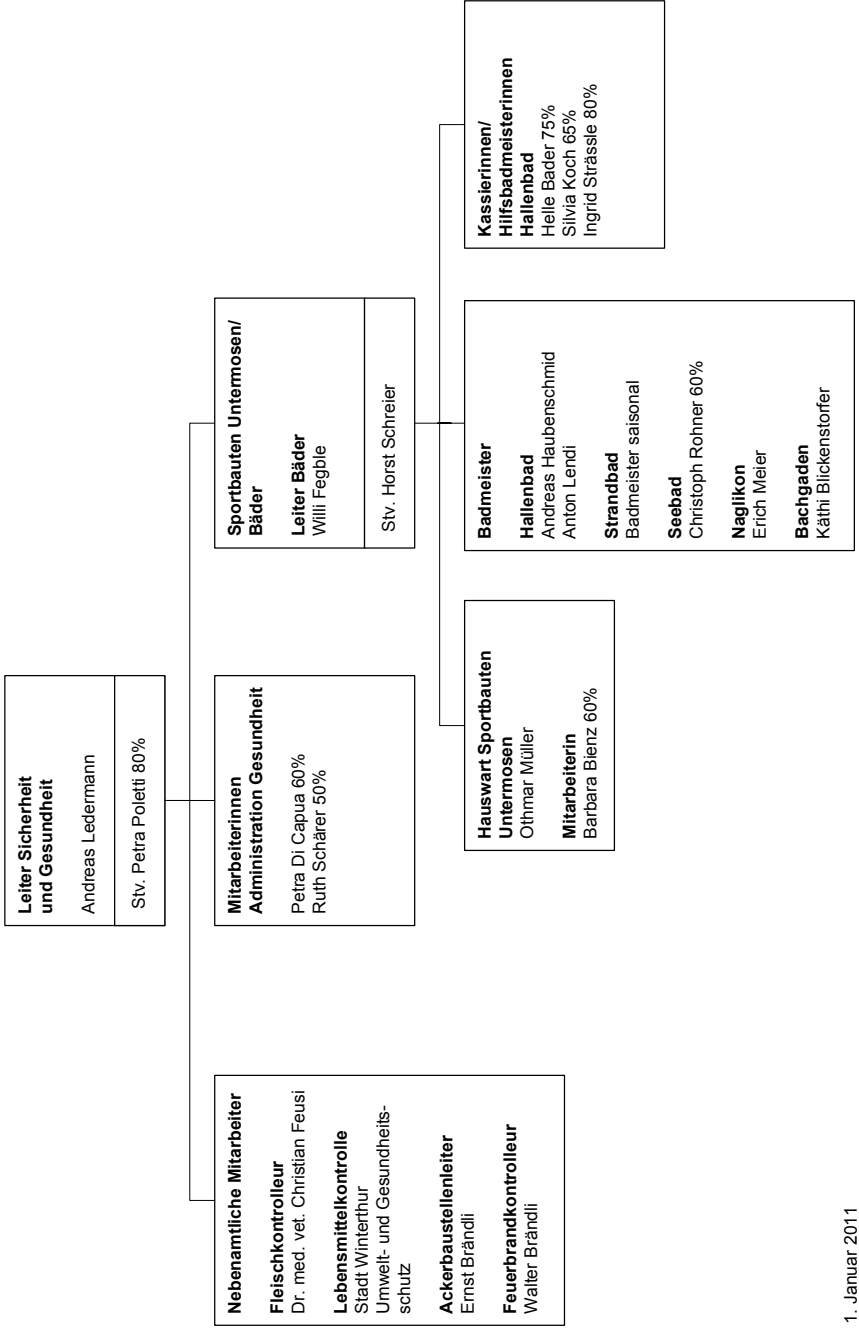 Leiter Sicherheit
und Gesundheit
Andreas Ledermann
Stv. Petra Poletti 80%
Nebenamtliche Mitarbeiter
Fleischkontrolleur
Dr. med. vet. Christian Feusi
Lebensmittelkontrolle
Stadt Winterthur
Umwelt- und Gesundheits-
schutz
Ackerbaustellenleiter
Ernst Brändli
Feuerbrandkontrolleur
Walter Brändli
Mitarbeiterinnen
Administration Gesundheit
Petra Di Capua 60%
Ruth Schärer 50%
Sportbauten Untermosen/
Bäder
Leiter Bäder
Willi Fegble
Stv. Horst Schreier
Hauswart Sportbauten
Untermosen
Othmar Müller
Mitarbeiterin
Barbara Bienz 60%
Badmeister
Hallenbad
Andreas Haubenschmid
Anton Lendi
Strandbad
Badmeister saisonal
Seebad
Christoph Rohner 60%
Naglikon
Erich Meier
Bachgaden
Käthi Blickenstorfer
Kassierinnen/
Hilfsbadmeisterinnen
Hallenbad
Helle Bader 75%
Silvia Koch 65%
Ingrid Strässle 80%
1. Januar 2011